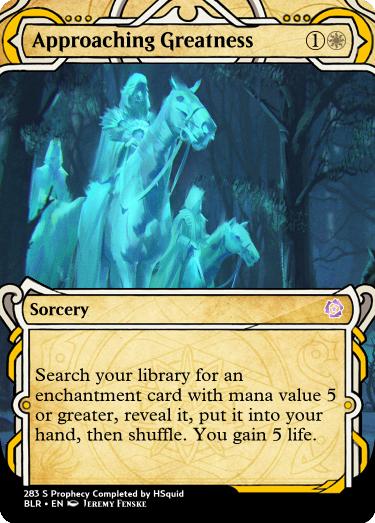 Approaching Greatness 1
Sorcery
Search your library for an
enchantment card with mana value 5
or greater, reveal it, put it into your
hand, then shuffle. You gain 5 life.
283 S Prophecy Completed by HSquid
BLR • EN Jeremy Fenske